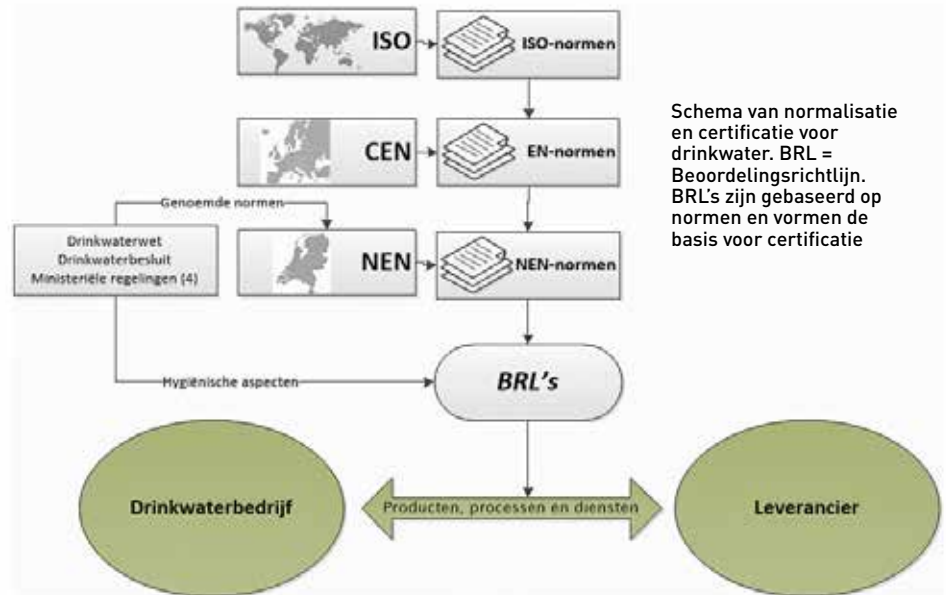 ISO
ISO-normen
Schema van normalisatie
en certificatie voor
drinkwater. BRL =
Beoordelingsrichtlijn.
BRL's zijn gebaseerd op
normen en vormen de
basis voor certificatie
CEN
EN-normen
Genoemde normen
Drinkwaterwet
Drinkwaterbesluit
Ministeriële regelingen (4)
NEN
NEN-normen
Hygiënische aspecten
BRL's
Drinkwaterbedrijf
Producten, processen en diensten
Leverancier